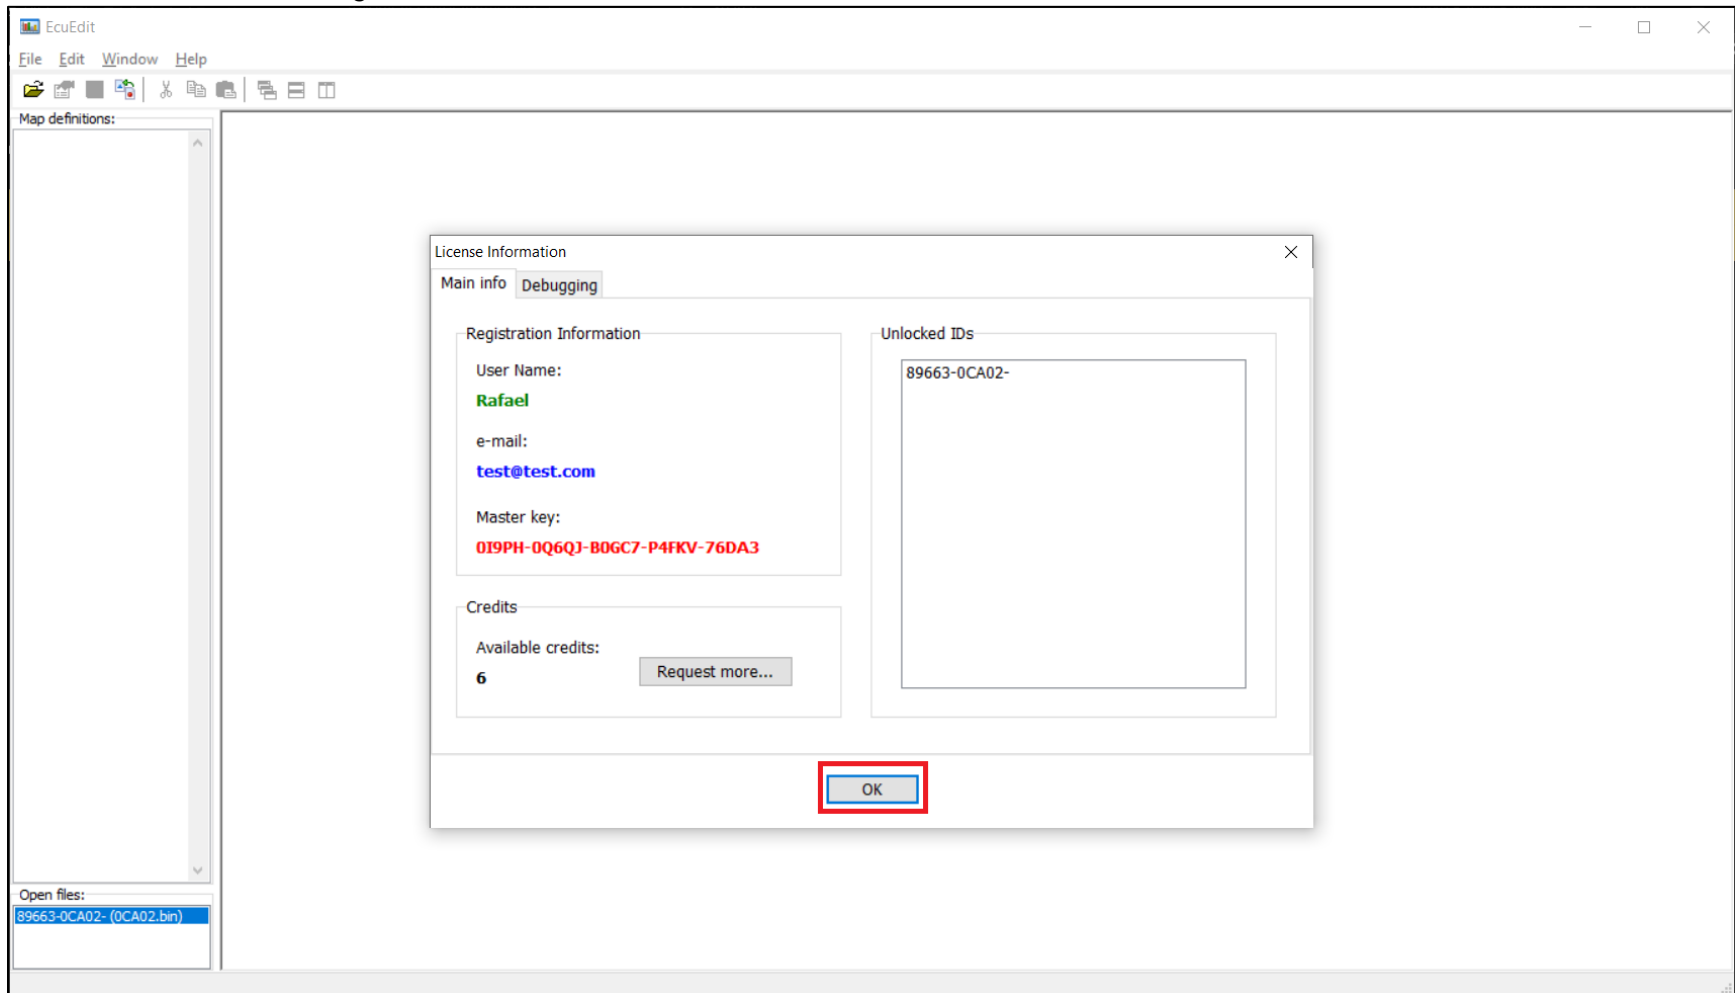 EcuEdit
File Edit Window Help
Map definitions:
License Information
Main info Debugging
Registration Information
User Name:
Rafael
e-mail:
test@test.com
Master key:
0I9PH-0Q6QJ-B0GC7-P4FKV-76DA3
Credits
Available credits:
6
Request more...
Unlocked IDs
89663-0CA02-
OK
Open files:
89663-0CA02- (0CA02.bin)